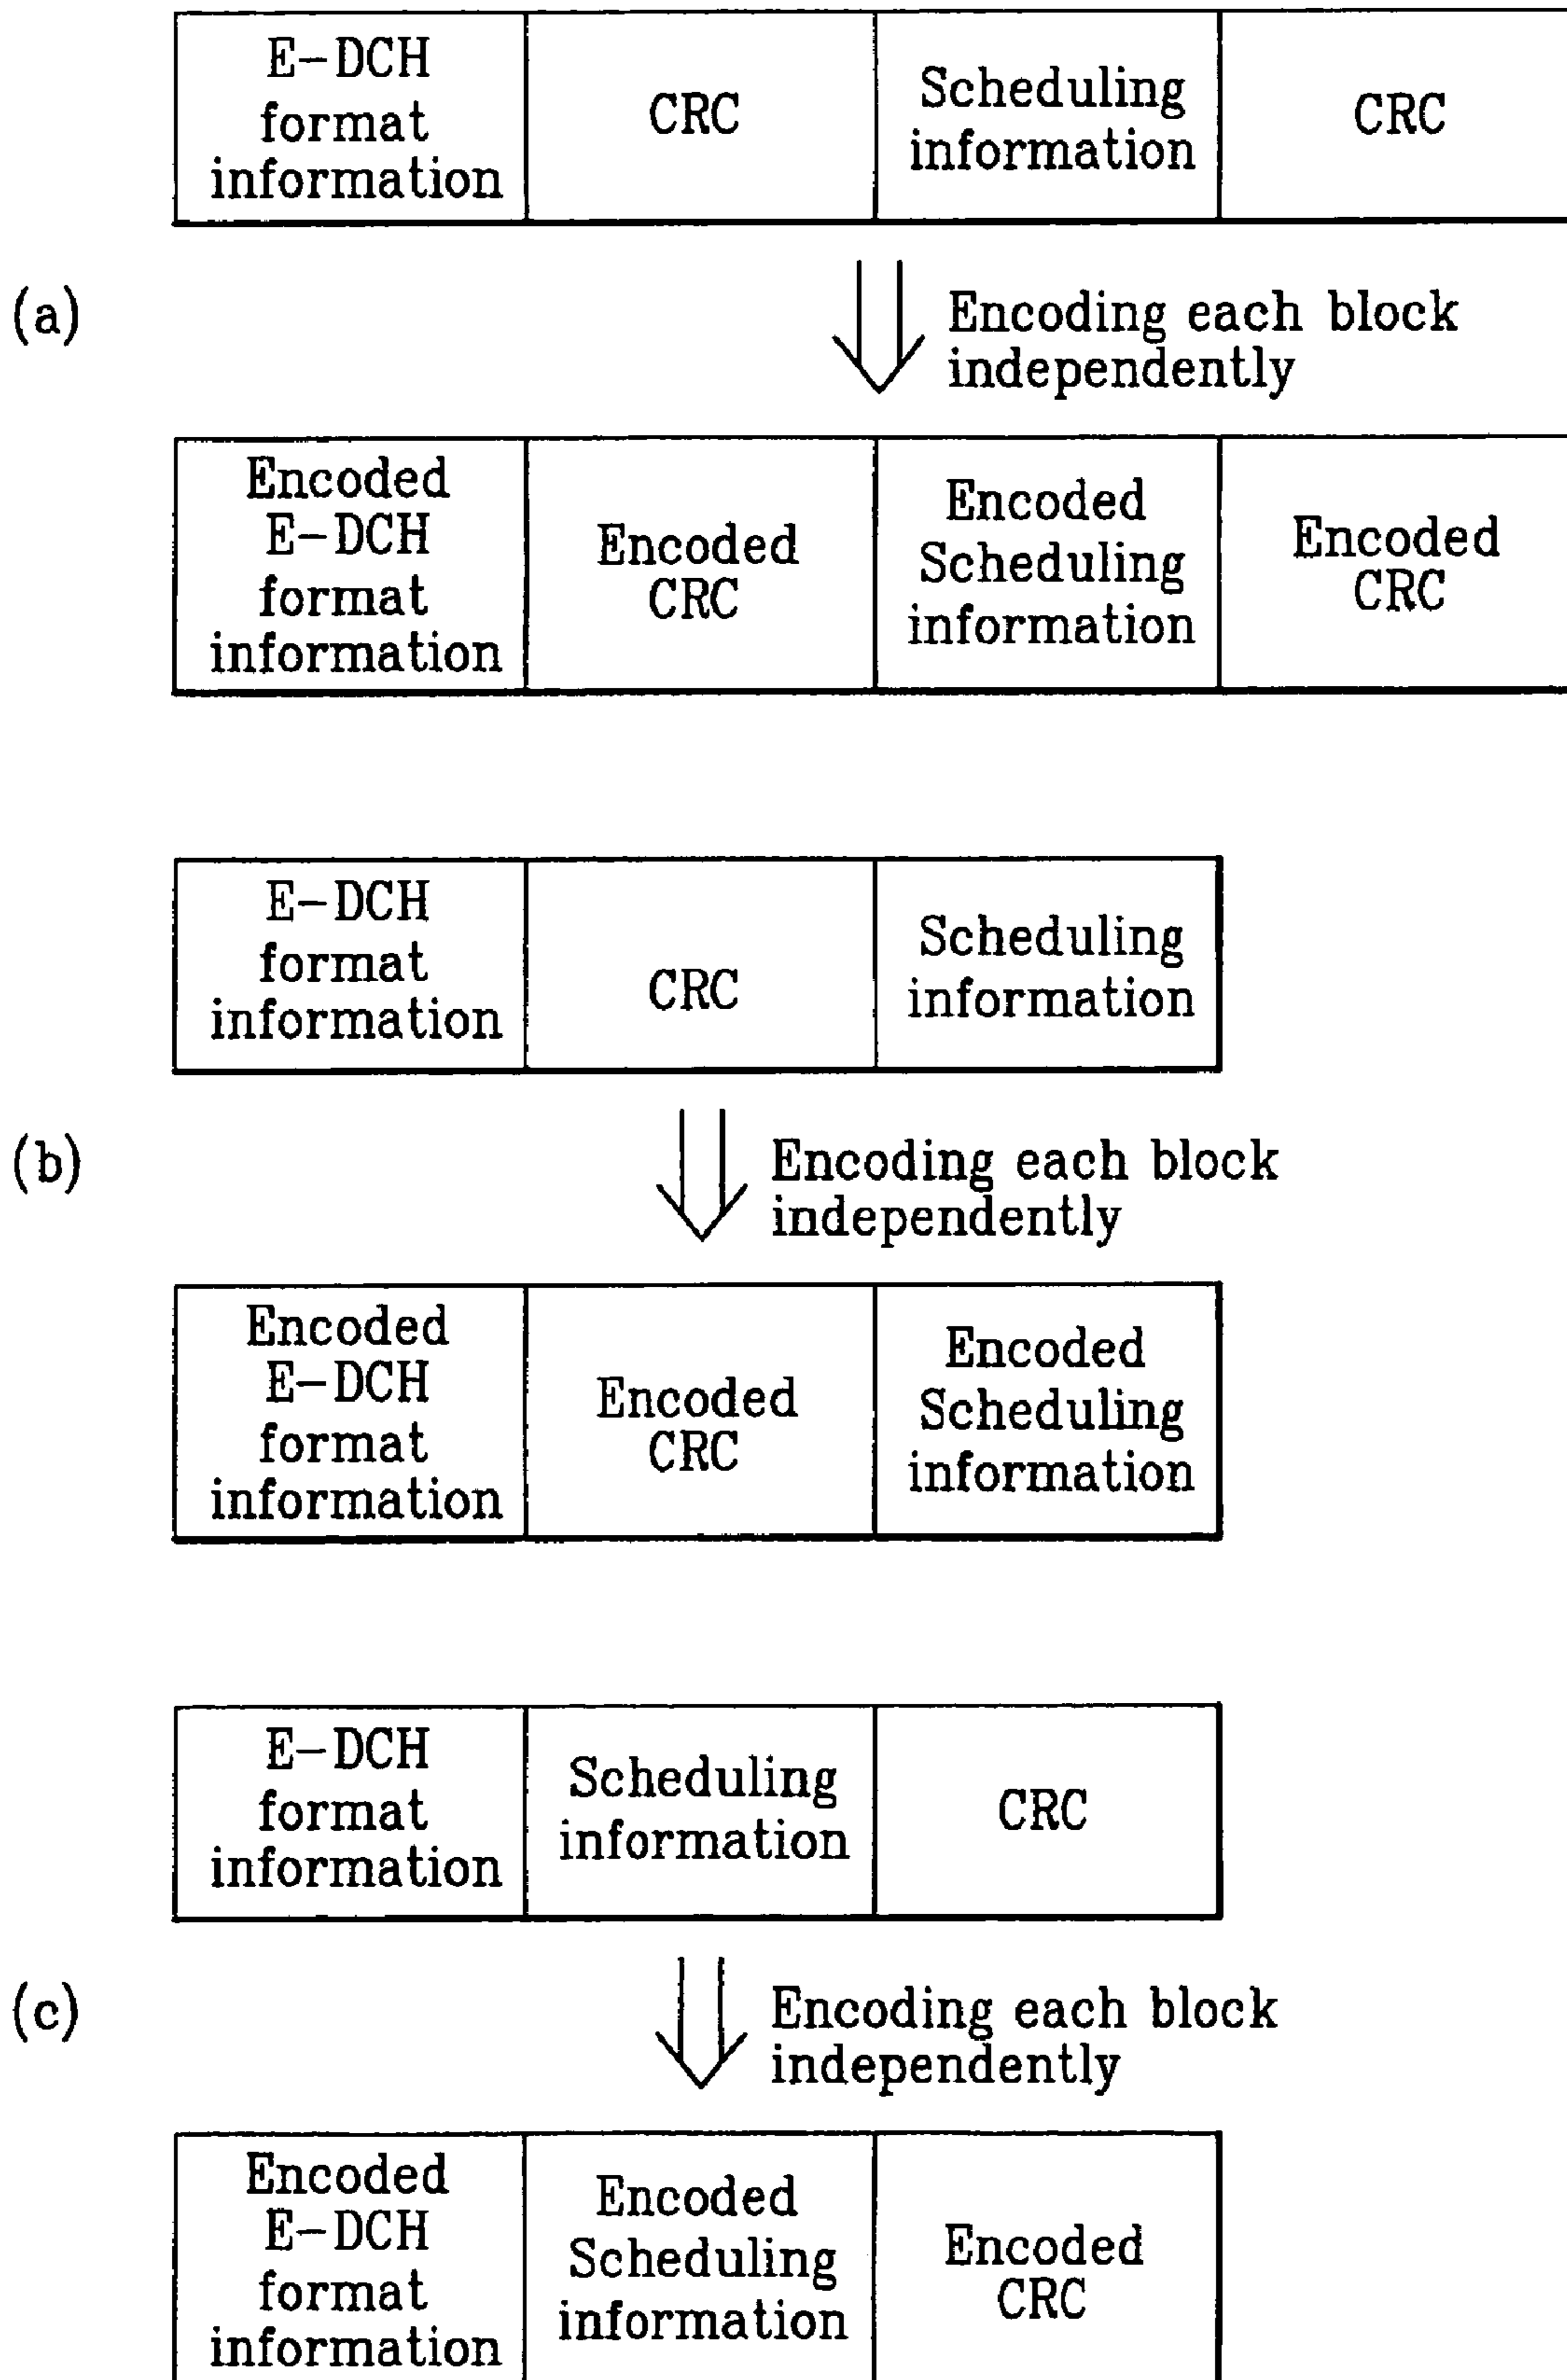 E-DCH
format
information
CRC
Scheduling
information
CRC
(a)
Encoding each block
independently
Encoded
E-DCH
format
information
Encoded
CRC
Encoded
Scheduling
information
Encoded
CRC
E-DCH
format
information
CRC
Scheduling
information
(b)
Encoding each block
independently
Encoded
E-DCH
format
information
Encoded
CRC
Encoded
Scheduling
information
E-DCH
format
information
Scheduling
information
CRC
(c)
Encoding each block
independently
Encoded
E-DCH
format
information
Encoded
Scheduling
information
Encoded
CRC